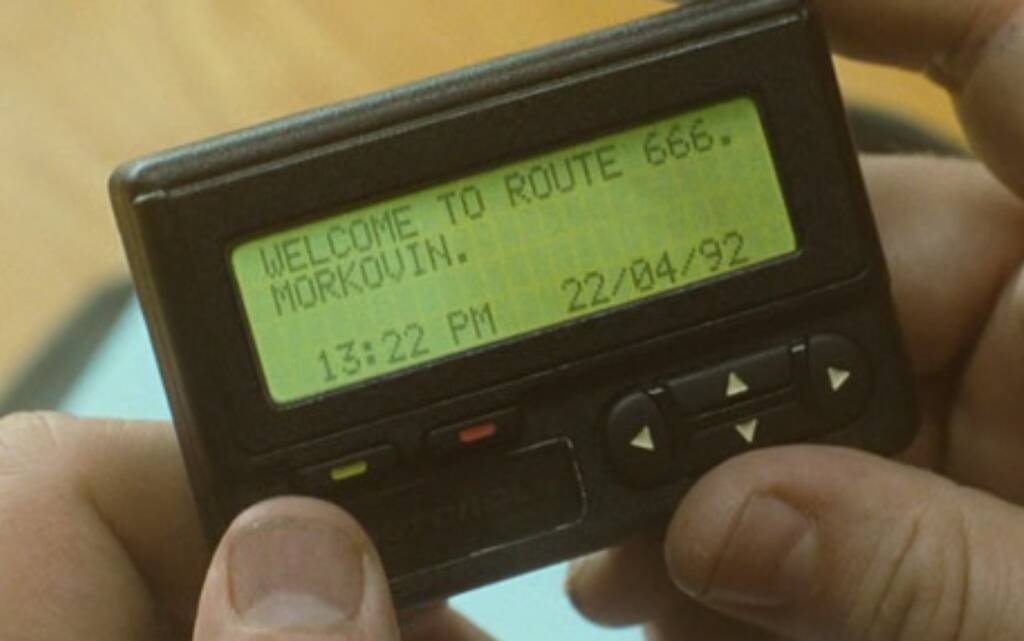 WELCOME TO ROUTE 666.
MORKOVIN.
13:22 PM 22/04/92